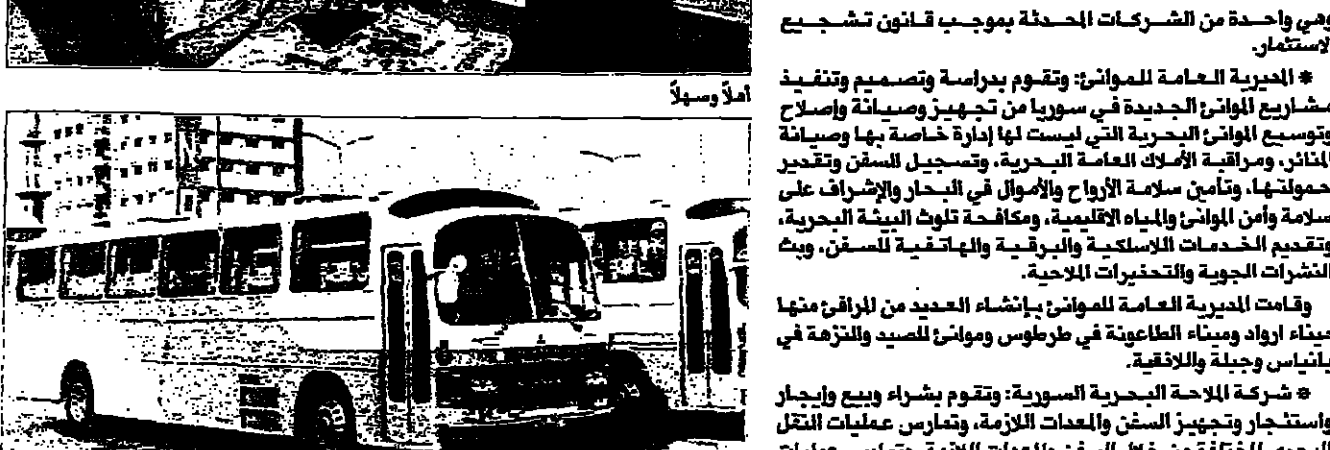 وهي واحدة من الشركات المحدثة بموجب قانون تشجيع
الاستثمار.
* المديرية العامة للموانئ: وتقوم بدراسة وتصميم وتنفيذ
مشاريع الموانئ الجديدة في سوريا من تجهيز وصيانة وإصلاح
وتوسيع الموانئ البحرية التي ليست لها إدارة خاصة بها وصيانة
المنائر، ومراقبة الأملاك العامة البحرية، وتسجيل السفن وتقدير
حمولتها، وتأمين سلامة الأرواح والأموال في البحار والإشراف على
سلامة وأمن الموانئ والمياه الاقليمية، ومكافحة تلوث البيئة البحرية،
وتقديم الخدمات اللاسلكية والبرقية والهاتفية للسفن، وبث
النشرات الجوية والتحذيرات الملاحية.
وقامت المديرية العامة للموانئ بإنشاء العديد من المرافئ منها
ميناء ارواد وميناء الطاعونة في طرطوس وموانئ للصيد والنزهة في
بانياس وجبلة واللاذقية.
* شركة الملاحة البحرية السورية: وتقوم بشراء وبيع وإيجار
واستئجار وتجهيز السفن والمعدات اللازمة، وتمارس عمليات النقل
أهلاً وسهلاً